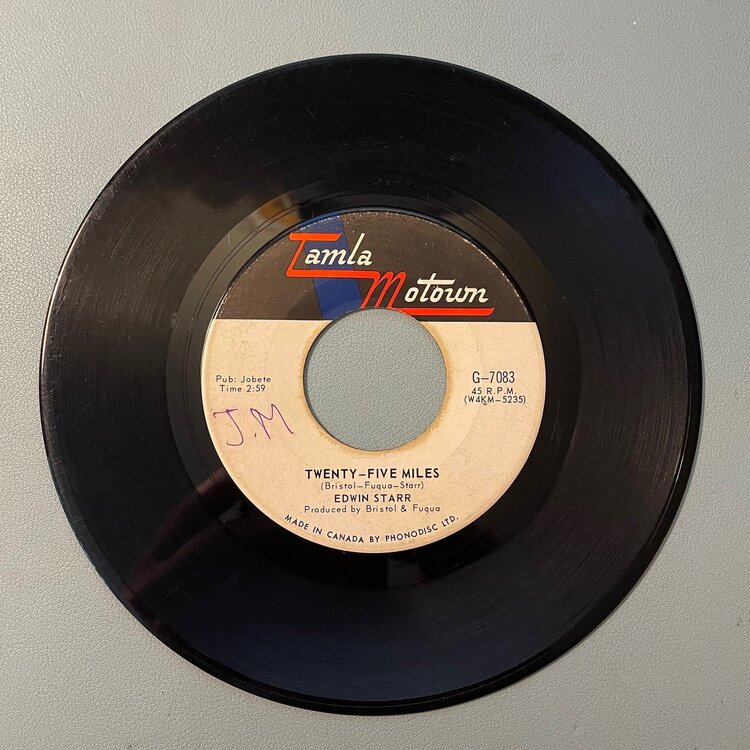 Tamla
Motown
Pub: Jobete
Time 2:59
G-7083
45 R.P.M.
(W4KM-5235)
J.M
TWENTY-FIVE MILES
(Bristol-Fuqua-Starr)
EDWIN STARR
Produced by Bristol & Fuqua
MADE IN CANADA BY PHONODISC LTD.